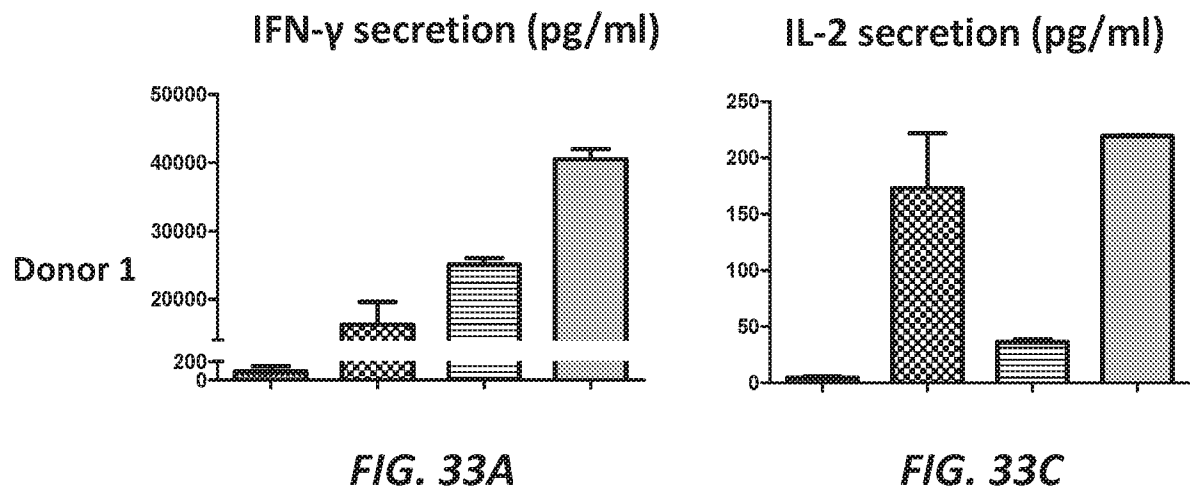 IFN-γ secretion (pg/ml)
IL-2 secretion (pg/ml)
50000
40000
30000
20000
200
0
250
200
150
100
50
0
Donor 1
FIG. 33A
FIG. 33C